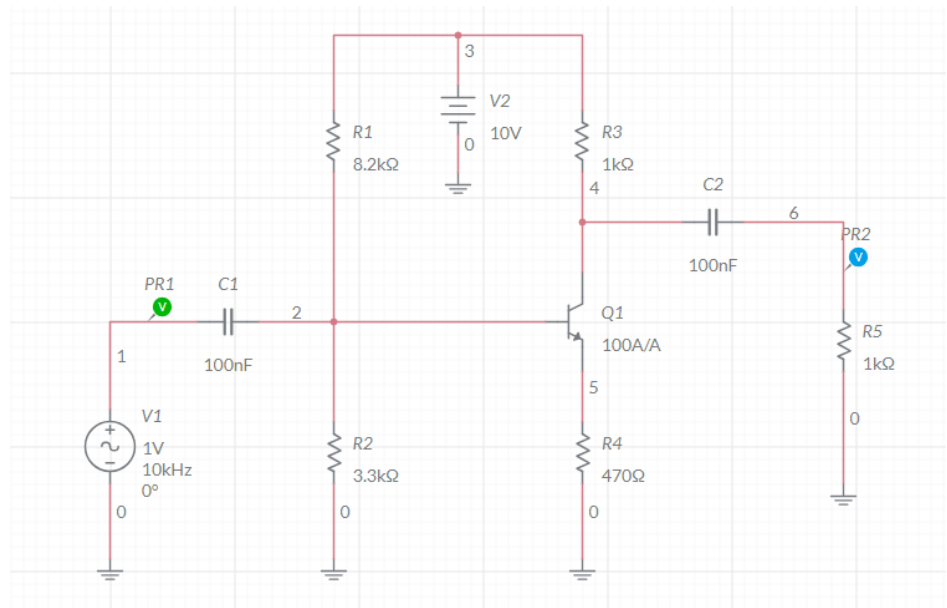 3
V2
10V
0
R1
8.2kΩ
R3
1kΩ
4
C2
6
PR2
V
100nF
PR1
V
C1
2
100nF
1
Q1
100A/A
5
R5
1kΩ
0
V1
1V
10kHz
0°
0
R2
3.3kΩ
0
R4
470Ω
0